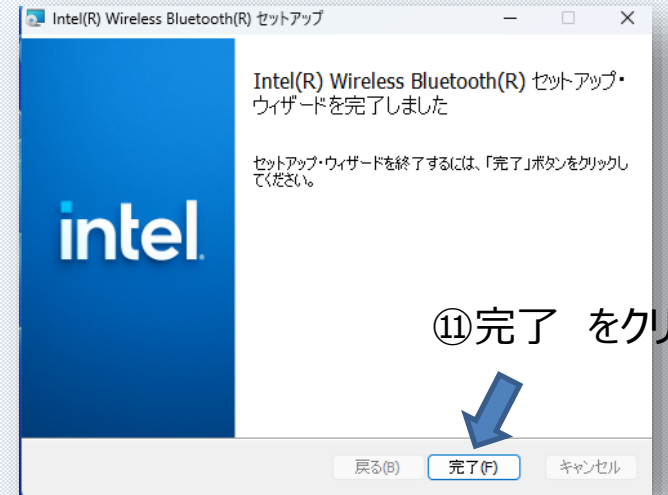 Intel(R) Wireless Bluetooth(R) セットアップ
Intel(R) Wireless Bluetooth(R) セットアップ・
ウィザードを完了しました
セットアップ・ウィザードを終了するには、「完了」ボタンをクリックし
てください。
intel.
⑪完了 をク
戻る(B) 完了(F) キャンセル